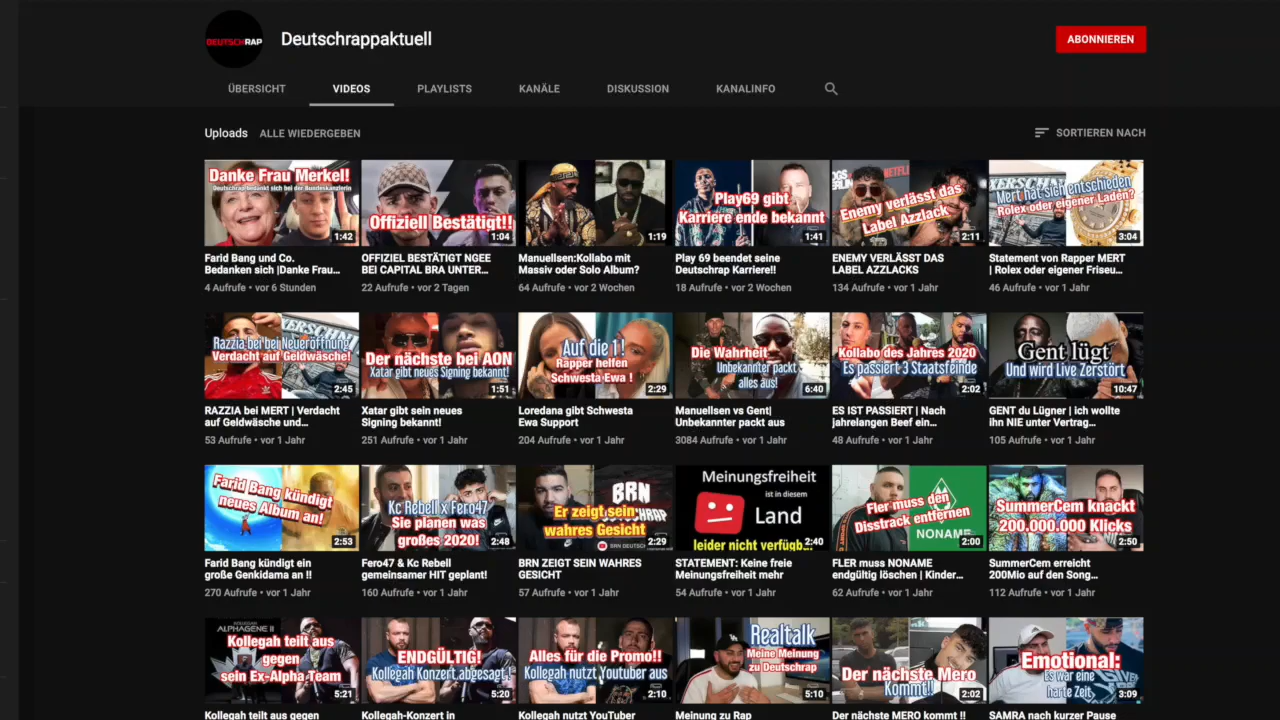 DEUTSCHRAP
Deutschrappaktuell
ABONNIEREN
ÜBERSICHT
VIDEOS
PLAYLISTS
KANÄLE
DISKUSSION
KANALINFO
Uploads
ALLE WIEDERGEBEN
SORTIEREN NACH
Danke Frau Merkel!
Deutschrap bedankt sich bei der Bundeskanzlerin
1:42
Farid Bang und Co.
Bedanken sich |Danke Frau...
4 Aufrufe • vor 6 Stunden
Offiziell Bestätigt!!
1:04
OFFIZIEL BESTÄTIGT NGEE
BEI CAPITAL BRA UNTER...
22 Aufrufe • vor 2 Tagen
1:19
Manuellsen:Kollabo mit
Massiv oder Solo Album?
64 Aufrufe • vor 2 Wochen
Play69 gibt
Karriere ende bekannt
1:41
Play 69 beendet seine
Deutschrap Karriere!!
18 Aufrufe • vor 2 Wochen
NETFLIX
Enemy verlässt das
Label Azzlack
2:11
ENEMY VERLÄSST DAS
LABEL AZZLACKS
134 Aufrufe • vor 1 Jahr
Mert hat sich entschieden
Rolex oder eigener Laden?
3:04
Statement von Rapper MERT
| Rolex oder eigener Friseu...
46 Aufrufe • vor 1 Jahr
Razzia bei bei Neueröffnung
Verdacht auf Geldwäsche!
2:45
RAZZIA bei MERT | Verdacht
auf Geldwäsche und...
53 Aufrufe • vor 1 Jahr
Der nächste bei AON
Xatar gibt neues Signing bekannt!
1:51
Xatar gibt sein neues
Signing bekannt!
251 Aufrufe • vor 1 Jahr
Auf die 1!
Rapper helfen
Schwesta Ewa !
2:29
Loredana gibt Schwesta
Ewa Support
204 Aufrufe • vor 1 Jahr
Die Wahrheit
Unbekannter packt
alles aus!
6:40
Manuellsen vs Gent|
Unbekannter packt aus
3084 Aufrufe • vor 1 Jahr
Kollabo des Jahres 2020
Es passiert 3 Staatsfeinde
2:02
ES IST PASSIERT | Nach
jahrelangen Beef ein...
48 Aufrufe • vor 1 Jahr
Gent lügt
Und wird Live Zerstört
10:47
GENT du Lügner | ich wollte
ihn NIE unter Vertrag...
105 Aufrufe • vor 1 Jahr
Farid Bang kündigt
neues Album an!
2:53
Farid Bang kündigt ein
große Genkidama an !!
270 Aufrufe • vor 1 Jahr
Kc Rebell x Fero47
Sie planen was
großes 2020!
2:48
Fero47 & Kc Rebell
gemeinsamer HIT geplant!
160 Aufrufe • vor 1 Jahr
BRN
Er zeigt sein
wahres Gesicht
2:29
BRN ZEIGT SEIN WAHRES
GESICHT
57 Aufrufe • vor 1 Jahr
Meinungsfreiheit
ist in diesem
Land
leider nicht verfügb
2:40
STATEMENT: Keine freie
Meinungsfreiheit mehr
54 Aufrufe • vor 1 Jahr
Fler muss den
Disstrack entfernen
NONAME
2:00
FLER muss NONAME
endgültig löschen | Kinder...
62 Aufrufe • vor 1 Jahr
SummerCem knackt
200.000.000 Klicks
2:50
SummerCem erreicht
200Mio auf den Song...
112 Aufrufe • vor 1 Jahr
KOLLEGAH
ALPHAGENE II
Kollegah teilt aus
gegen
sein Ex-Alpha Team
5:21
Kollegah teilt aus gegen
ENDGÜLTIG!
Kollegah Konzert abgesagt !
5:20
Kollegah-Konzert in
Alles für die Promo!!
Kollegah nutzt Youtuber aus
2:10
Kollegah nutzt YouTuber
Realtalk
Meine Meinung
zu Deutschrap
5:10
Meinung zu Rap
Der nächste Mero
Kommt!!
2:02
Der nächste MERO kommt !!
Emotional:
Es war eine
harte Zeit
3:09
SAMRA nach kurzer Pause